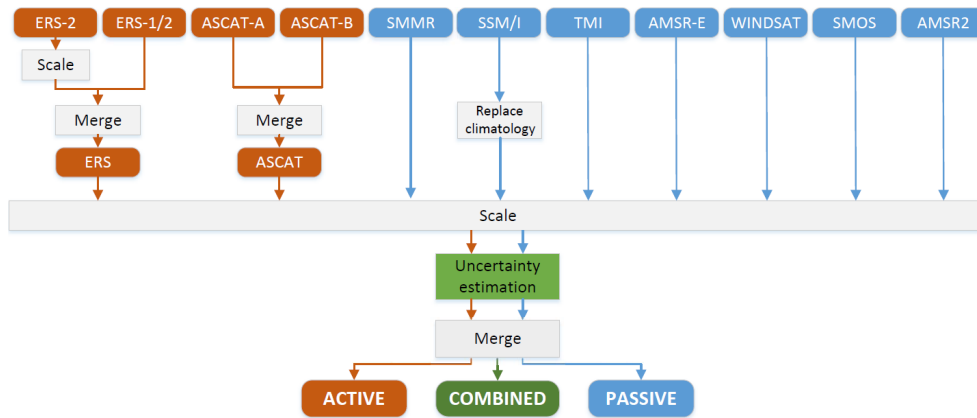 ERS-2 ERS-1/2 ASCAT-A ASCAT-B SMMR SSM/I TMI AMSR-E WINDSAT SMOS AMSR2
Scale
Merge Merge Replace
climatology
ERS ASCAT
Scale
Uncertainty
estimation
Merge
ACTIVE COMBINED PASSIVE